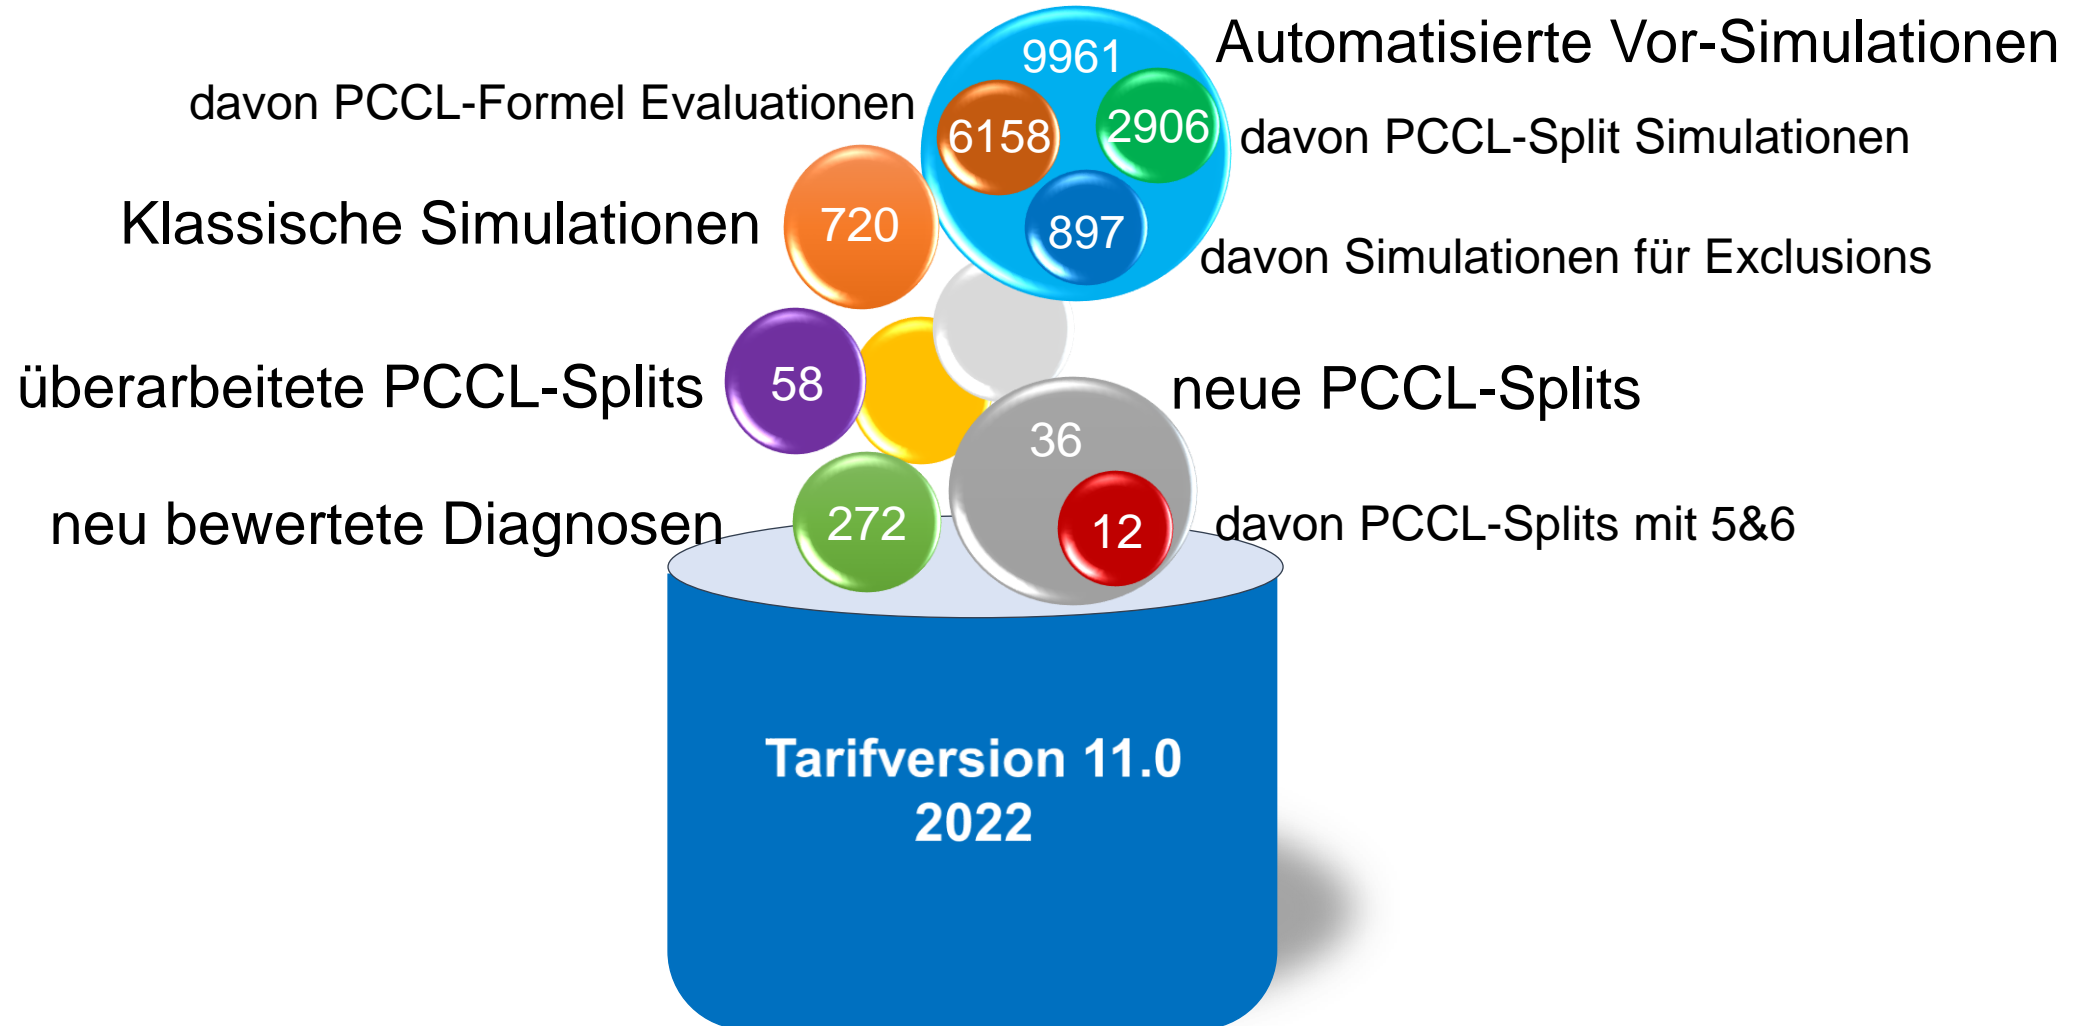 9961
Automatisierte Vor-Simulationen
davon PCCL-Formel Evaluationen
6158
2906
davon PCCL-Split Simulationen
Klassische Simulationen
720
897
davon Simulationen für Exclusions
überarbeitete PCCL-Splits
58
neue PCCL-Splits
36
neu bewertete Diagnosen
272
12
davon PCCL-Splits mit 5&6
Tarifversion 11.0
2022